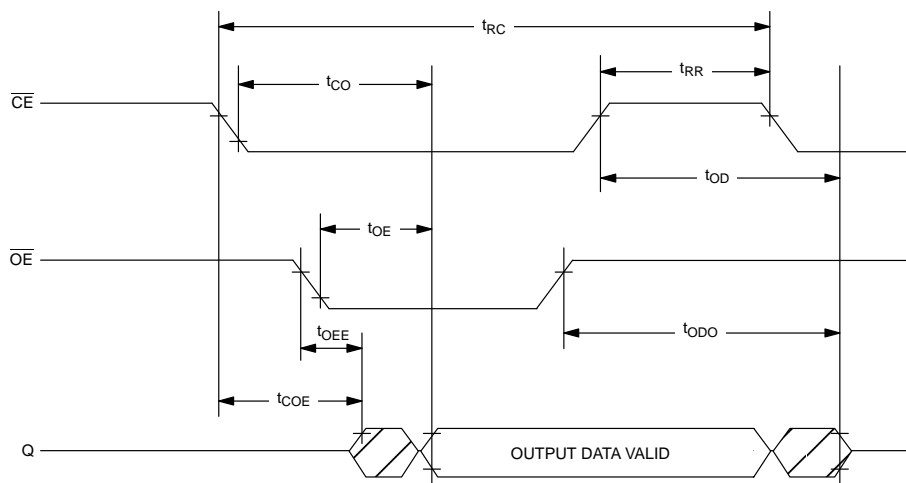 tRC
tRR
tCO
CE
tOD
tOE
OE
tOEE
tODO
tCOE
Q
OUTPUT DATA VALID